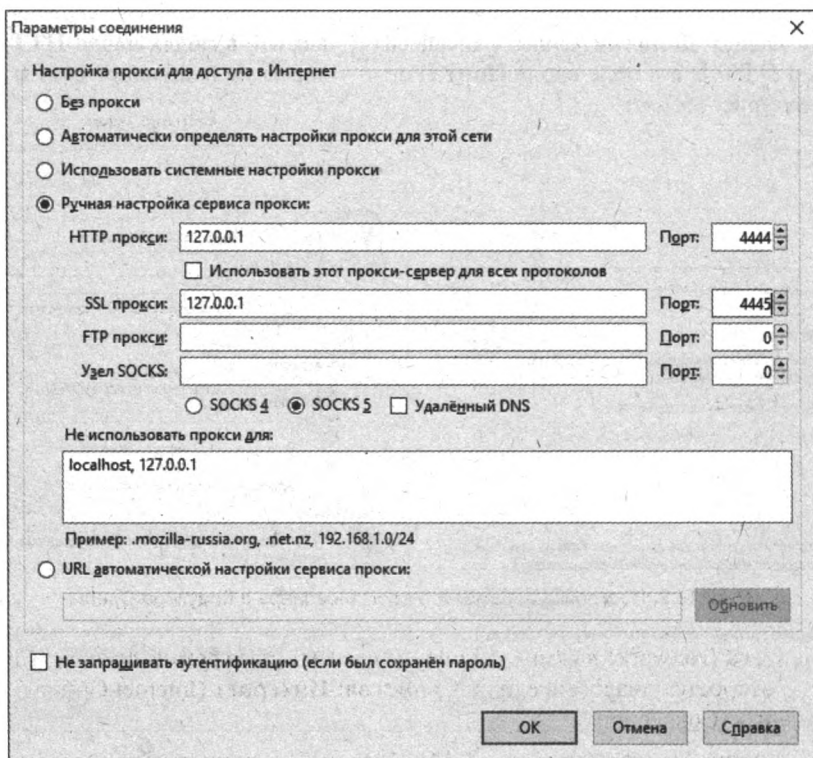 Параметры соединения
Настройка прокси для доступа в Интернет
Без прокси
Автоматически определять настройки прокси для этой сети
Использовать системные настройки прокси
Ручная настройка сервиса прокси:
HTTP прокси: 127.0.0.1 Порт: 4444
Использовать этот прокси-сервер для всех протоколов
SSL прокси: 127.0.0.1 Порт: 4445
FTP прокси: Порт: 0
Узел SOCKS: Порт: 0
SOCKS 4 SOCKS 5 Удалённый DNS
Не использовать прокси для:
localhost, 127.0.0.1
Пример: .mozilla-russia.org, .net.nz, 192.168.1.0/24
URL автоматической настройки сервиса прокси:
Обновить
Не запрашивать аутентификацию (если был сохранён пароль)
ОК Отмена Справка